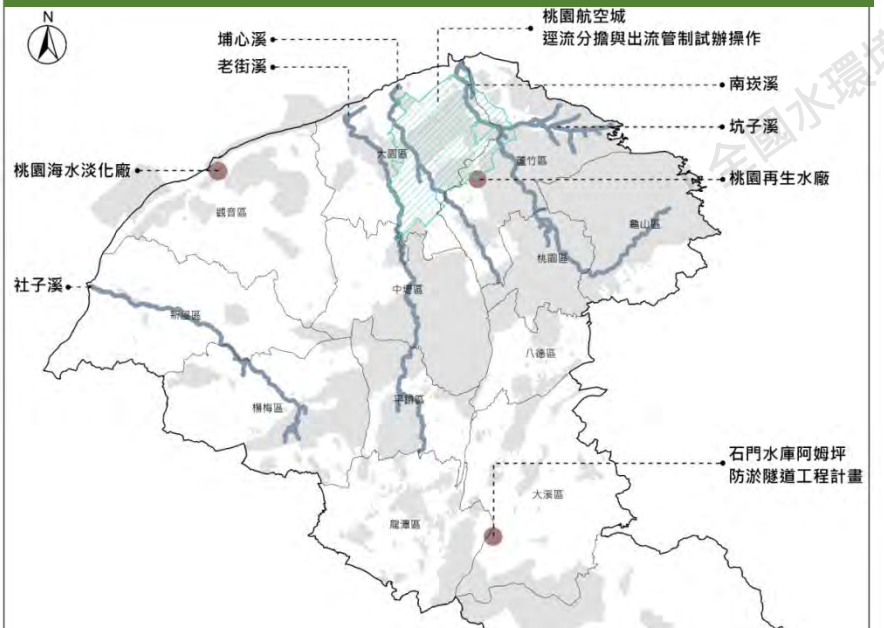 N
桃園航空城
逕流分擔與出流管制試辦操作
埔心溪
老街溪
南崁溪
坑子溪
全國水環境
大園區
蘆竹區
桃園海水淡化廠
桃園再生水廠
觀音區
龜山區
桃園區
社子溪
中壢區
新屋區
八德區
平鎮區
楊梅區
石門水庫阿姆坪
防淤隧道工程計畫
大溪區
龍潭區